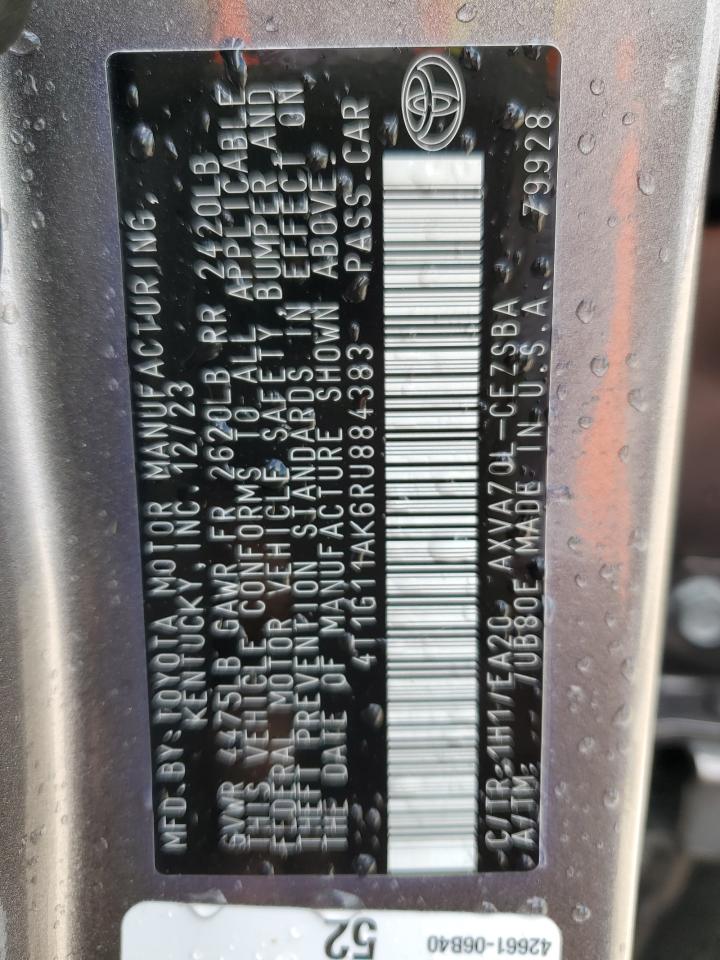 MFD.BY: TOYOTA MOTOR MANUFACTURING,
KENTUCKY, INC. 12/23
GVWR 4475LB GAWR FR 2620LB RR 2420LB
THIS VEHICLE CONFORMS TO ALL APPLICABLE
FEDERAL MOTOR VEHICLE SAFETY, BUMPER AND
THEFT PREVENTION STANDARDS IN EFFECT ON
THE DATE OF MANUFACTURE SHOWN ABOVE.
4T1G11AK6RU884383 PASS.CAR
C/TR: 1H1/EA20 AXVA70L-CEZSBA
A/TM: /UB80E MADE IN U.S.A. 79928
52
42661-06B40